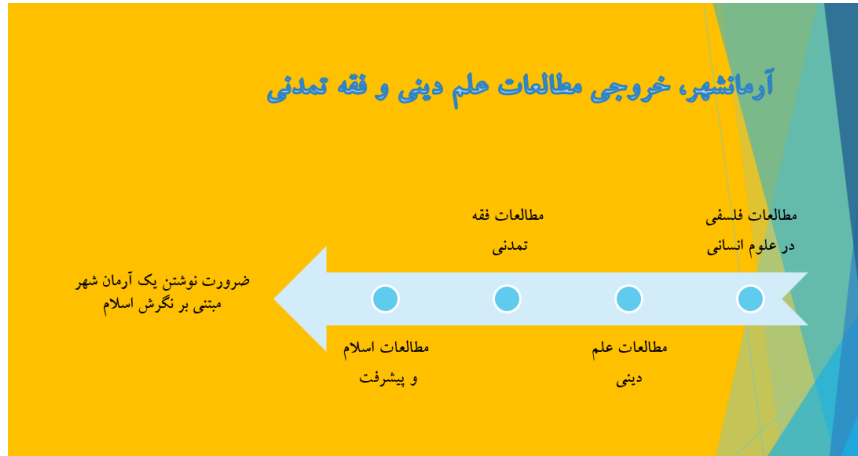 آرمانشهر، خروجی مطالعات علم دینی و فقه تمدنی
مطالعات فلسفی
در علوم انسانی
مطالعات علم
دینی
مطالعات فقه
تمدنی
مطالعات اسلام
و پیشرفت
ضرورت نوشتن یک آرمان شهر
مبتنی بر نگرش اسلام